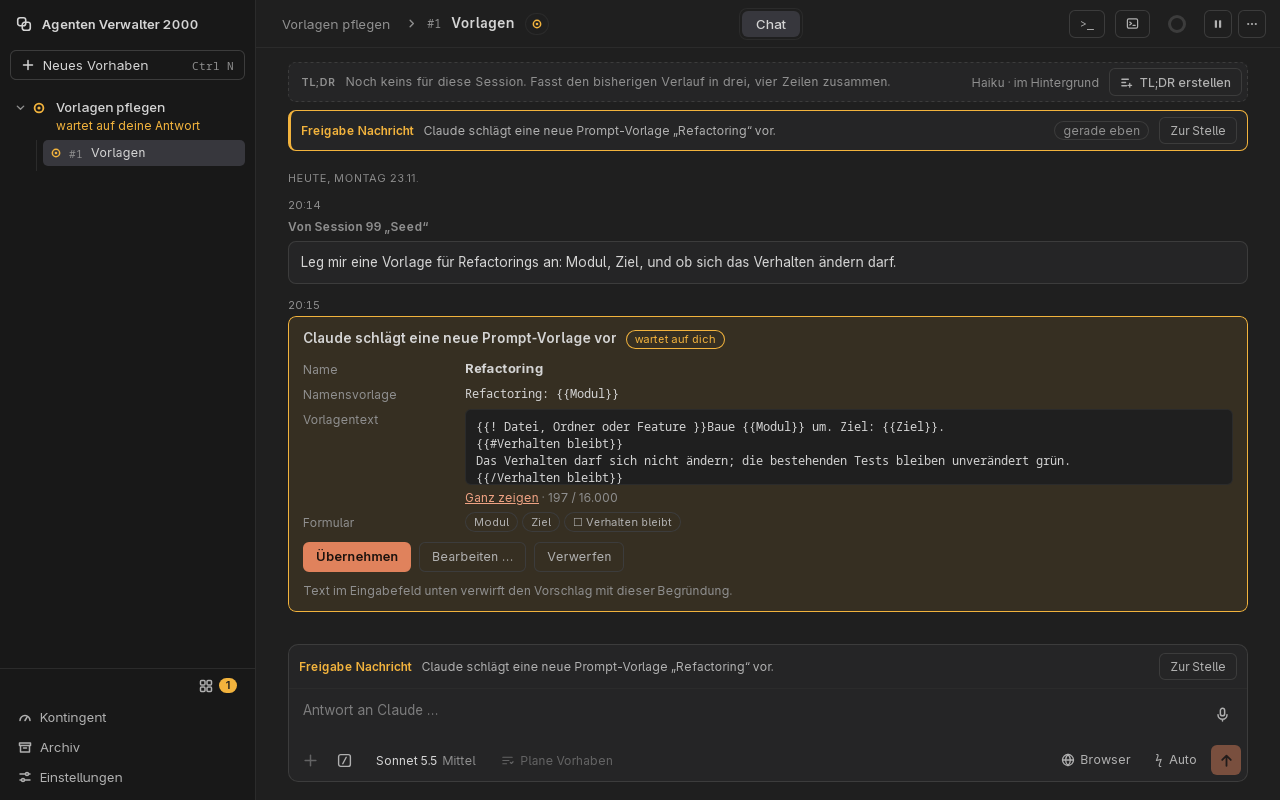 Agenten Verwalter 2000
Neues Vorhaben Ctrl N
Vorlagen pflegen
wartet auf deine Antwort
#1 Vorlagen
1
Kontingent
Archiv
Einstellungen
Vorlagen pflegen > #1 Vorlagen
Chat
TL;DR Noch keins für diese Session. Fasst den bisherigen Verlauf in drei, vier Zeilen zusammen. Haiku · im Hintergrund TL;DR erstellen
Freigabe Nachricht Claude schlägt eine neue Prompt-Vorlage „Refactoring“ vor. gerade eben Zur Stelle
HEUTE, MONTAG 23.11.
20:14
Von Session 99 „Seed“
Leg mir eine Vorlage für Refactorings an: Modul, Ziel, und ob sich das Verhalten ändern darf.
20:15
Claude schlägt eine neue Prompt-Vorlage vor wartet auf dich
Name Refactoring
Namensvorlage Refactoring: {{Modul}}
Vorlagentext {{! Datei, Ordner oder Feature }}Baue {{Modul}} um. Ziel: {{Ziel}}.
{{#Verhalten bleibt}}
Das Verhalten darf sich nicht ändern; die bestehenden Tests bleiben unverändert grün.
{{/Verhalten bleibt}}
Ganz zeigen · 197 / 16.000
Formular Modul Ziel ☐ Verhalten bleibt
Übernehmen Bearbeiten … Verwerfen
Text im Eingabefeld unten verwirft den Vorschlag mit dieser Begründung.
Freigabe Nachricht Claude schlägt eine neue Prompt-Vorlage „Refactoring“ vor. Zur Stelle
Antwort an Claude …
Sonnet 5.5 Mittel Plane Vorhaben Browser Auto